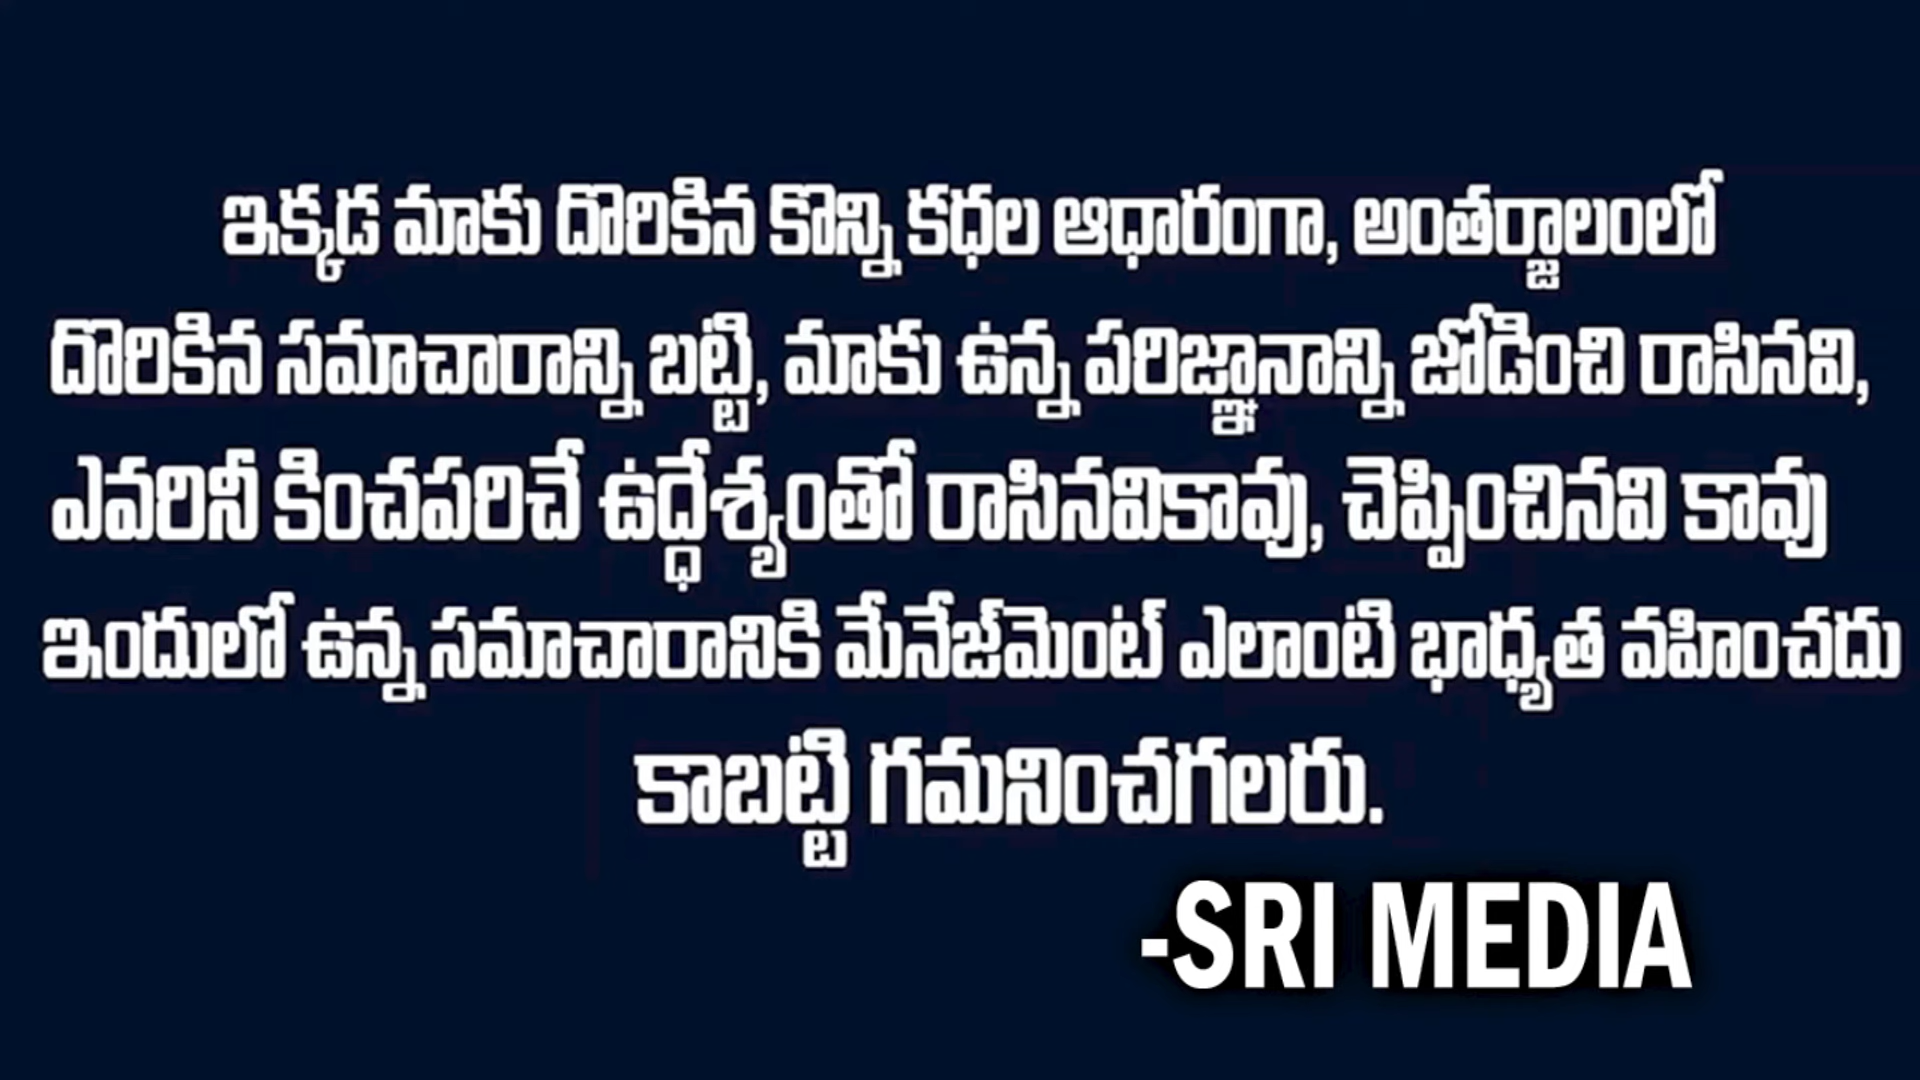 ఇక్కడ మాకు దొరికిన కొన్ని కధల ఆధారంగా, అంతర్జాలంలో
దొరికిన సమాచారాన్ని బట్టి, మాకు ఉన్న పరిజ్ఞానాన్ని జోడించి రాసినవి,
ఎవరినీ కించపరిచే ఉద్ధేశ్యంతో రాసినవికావు, చెప్పించినవి కావు
ఇందులో ఉన్న సమాచారానికి మేనేజ్‌మెంట్ ఎలాంటి భాధ్యత వహించదు
కాబట్టి గమనించగలరు.
-SRI MEDIA